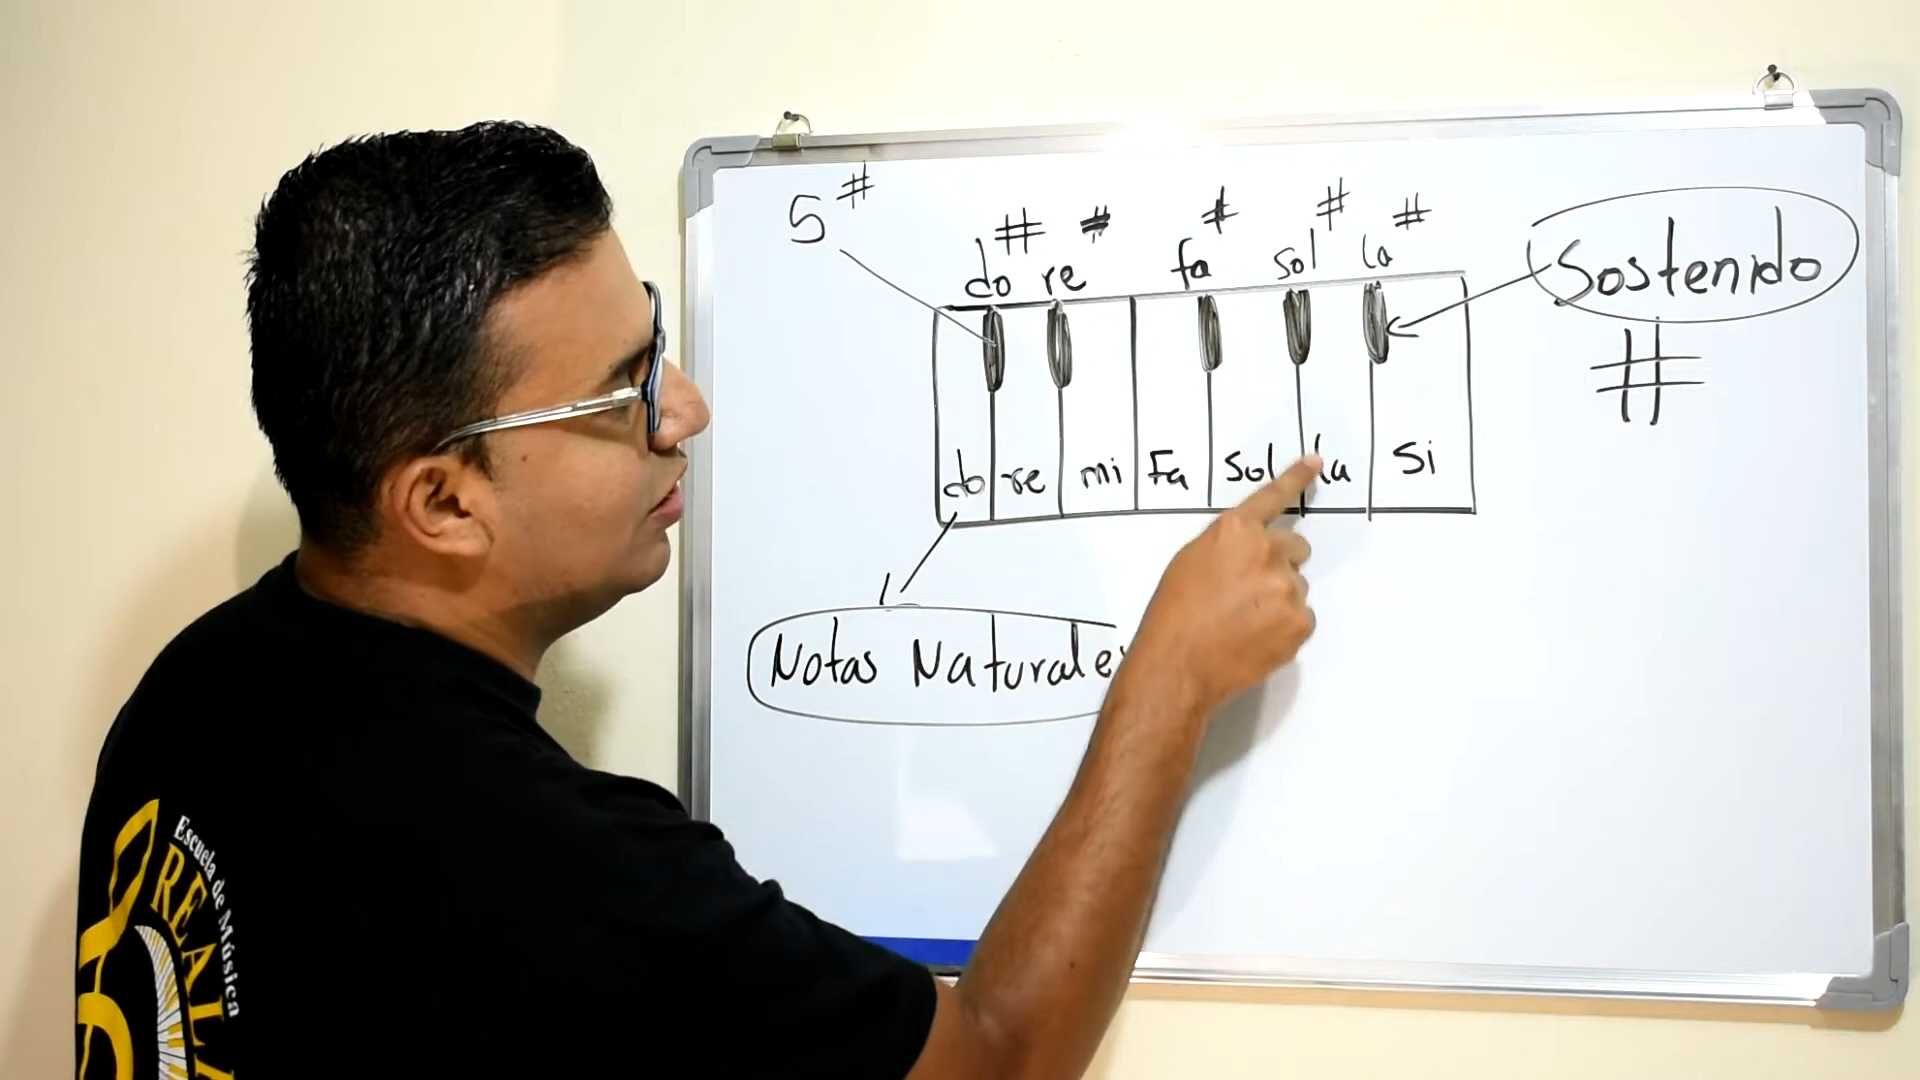 5#
do# re# fa# sol# la#
Sostenido
#
do re mi Fa Sol la Si
Notas Naturales
Escuela de Música